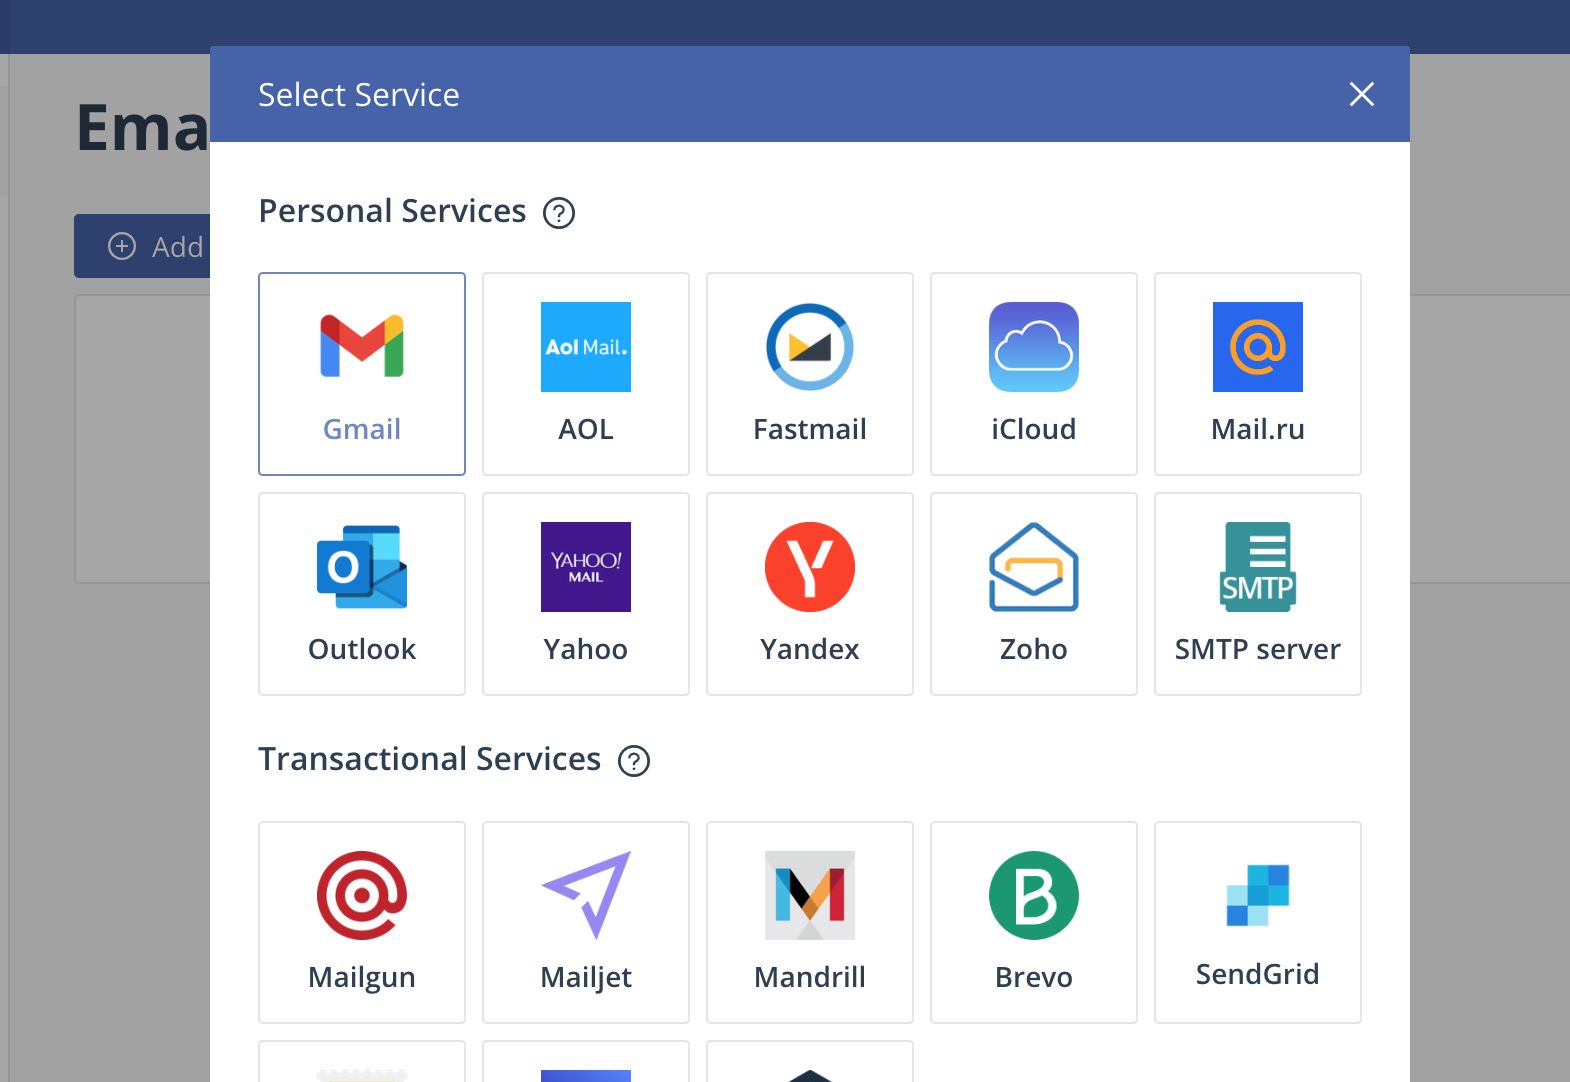 Select Service
Ema
Add
Personal Services
Aol Mail.
Gmail
AOL
Fastmail
iCloud
Mail.ru
O
YAHOO!
MAIL
SMTP
Outlook
Yahoo
Yandex
Zoho
SMTP server
Transactional Services
Mailgun
Mailjet
Mandrill
Brevo
SendGrid